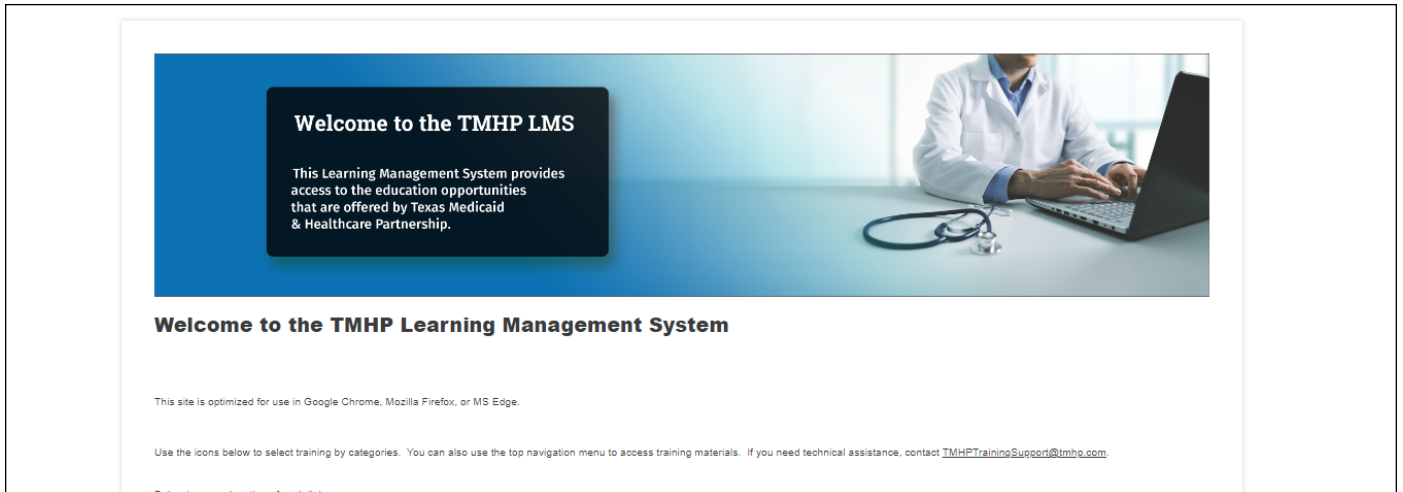 Welcome to the TMHP LMS
This Learning Management System provides
access to the education opportunities
that are offered by Texas Medicaid
& Healthcare Partnership.
Welcome to the TMHP Learning Management System
This site is optimized for use in Google Chrome, Mozilla Firefox, or MS Edge.
Use the icons below to select training by categories.  You can also use the top navigation menu to access training materials.  If you need technical assistance, contact TMHPTrainingSupport@tmhp.com.